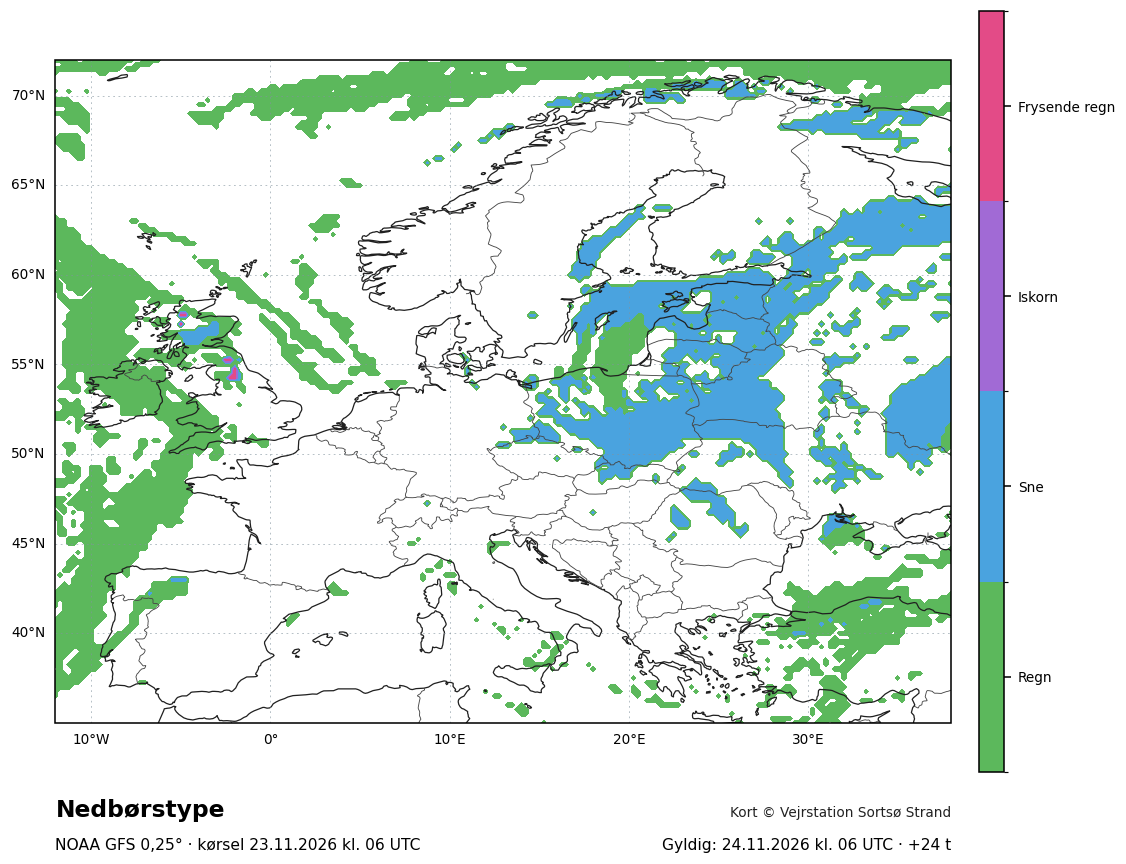 Frysende regn
Iskorn
Sne
Regn
70°N
65°N
60°N
55°N
50°N
45°N
40°N
10°W
0°
10°E
20°E
30°E
Nedbørstype
Kort © Vejrstation Sortsø Strand
NOAA GFS 0,25° · kørsel 23.11.2026 kl. 06 UTC
Gyldig: 24.11.2026 kl. 06 UTC · +24 t